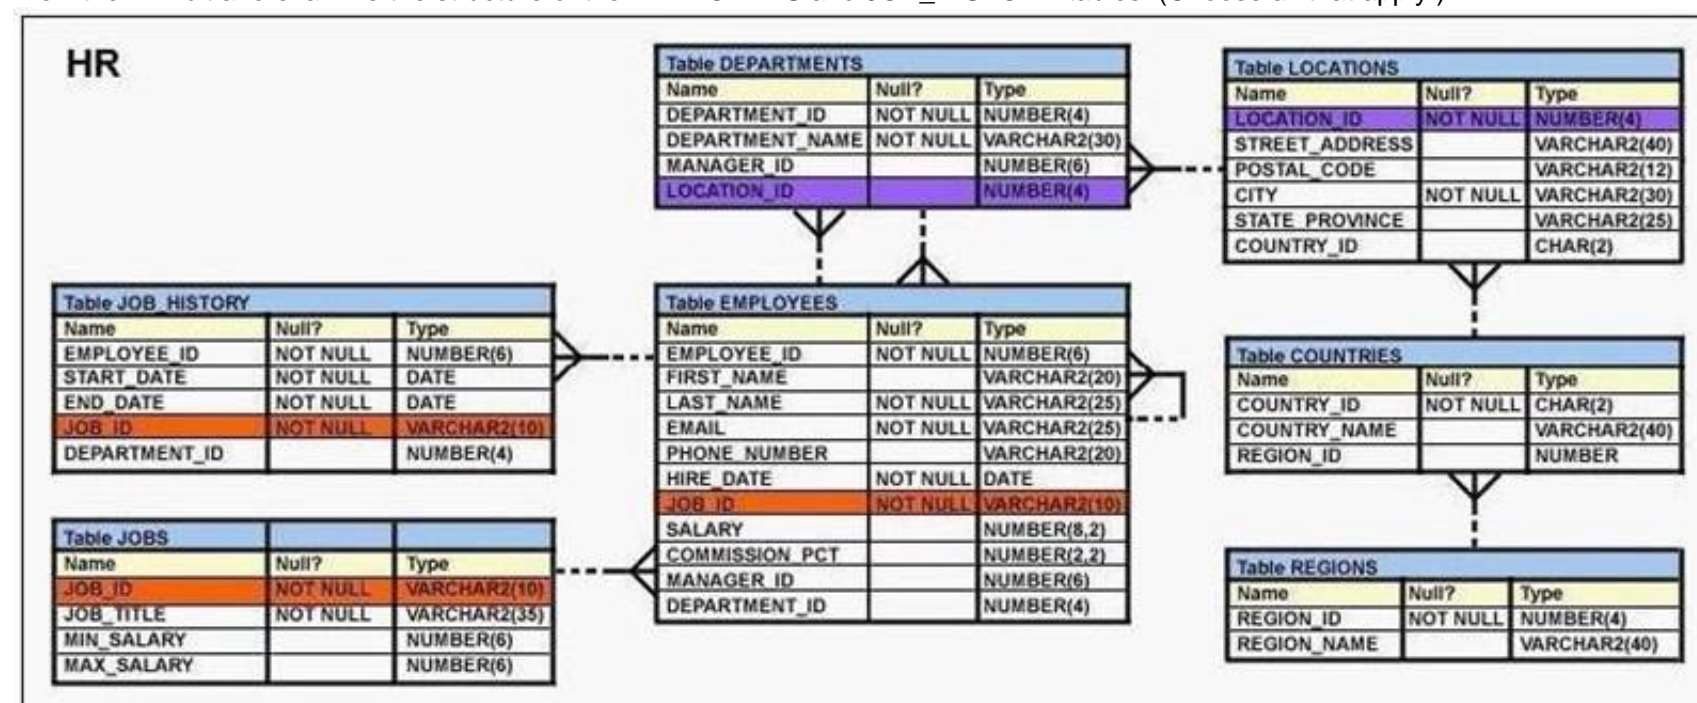 HR
Table DEPARTMENTS
Name Null? Type
DEPARTMENT_ID NOT NULL NUMBER(4)
DEPARTMENT_NAME NOT NULL VARCHAR2(30)
MANAGER_ID NUMBER(6)
LOCATION_ID NUMBER(4)
Table LOCATIONS
Name Null? Type
LOCATION_ID NOT NULL NUMBER(4)
STREET_ADDRESS VARCHAR2(40)
POSTAL_CODE VARCHAR2(12)
CITY NOT NULL VARCHAR2(30)
STATE_PROVINCE VARCHAR2(25)
COUNTRY_ID CHAR(2)
Table JOB_HISTORY
Name Null? Type
EMPLOYEE_ID NOT NULL NUMBER(6)
START_DATE NOT NULL DATE
END_DATE NOT NULL DATE
JOB_ID NOT NULL VARCHAR2(10)
DEPARTMENT_ID NUMBER(4)
Table EMPLOYEES
Name Null? Type
EMPLOYEE_ID NOT NULL NUMBER(6)
FIRST_NAME VARCHAR2(20)
LAST_NAME NOT NULL VARCHAR2(25)
EMAIL NOT NULL VARCHAR2(25)
PHONE_NUMBER VARCHAR2(20)
HIRE_DATE NOT NULL DATE
JOB_ID NOT NULL VARCHAR2(10)
SALARY NUMBER(8,2)
COMMISSION_PCT NUMBER(2,2)
MANAGER_ID NUMBER(6)
DEPARTMENT_ID NUMBER(4)
Table COUNTRIES
Name Null? Type
COUNTRY_ID NOT NULL CHAR(2)
COUNTRY_NAME VARCHAR2(40)
REGION_ID NUMBER
Table JOBS
Name Null? Type
JOB_ID NOT NULL VARCHAR2(10)
JOB_TITLE NOT NULL VARCHAR2(35)
MIN_SALARY NUMBER(6)
MAX_SALARY NUMBER(6)
Table REGIONS
Name Null? Type
REGION_ID NOT NULL NUMBER(4)
REGION_NAME VARCHAR2(40)